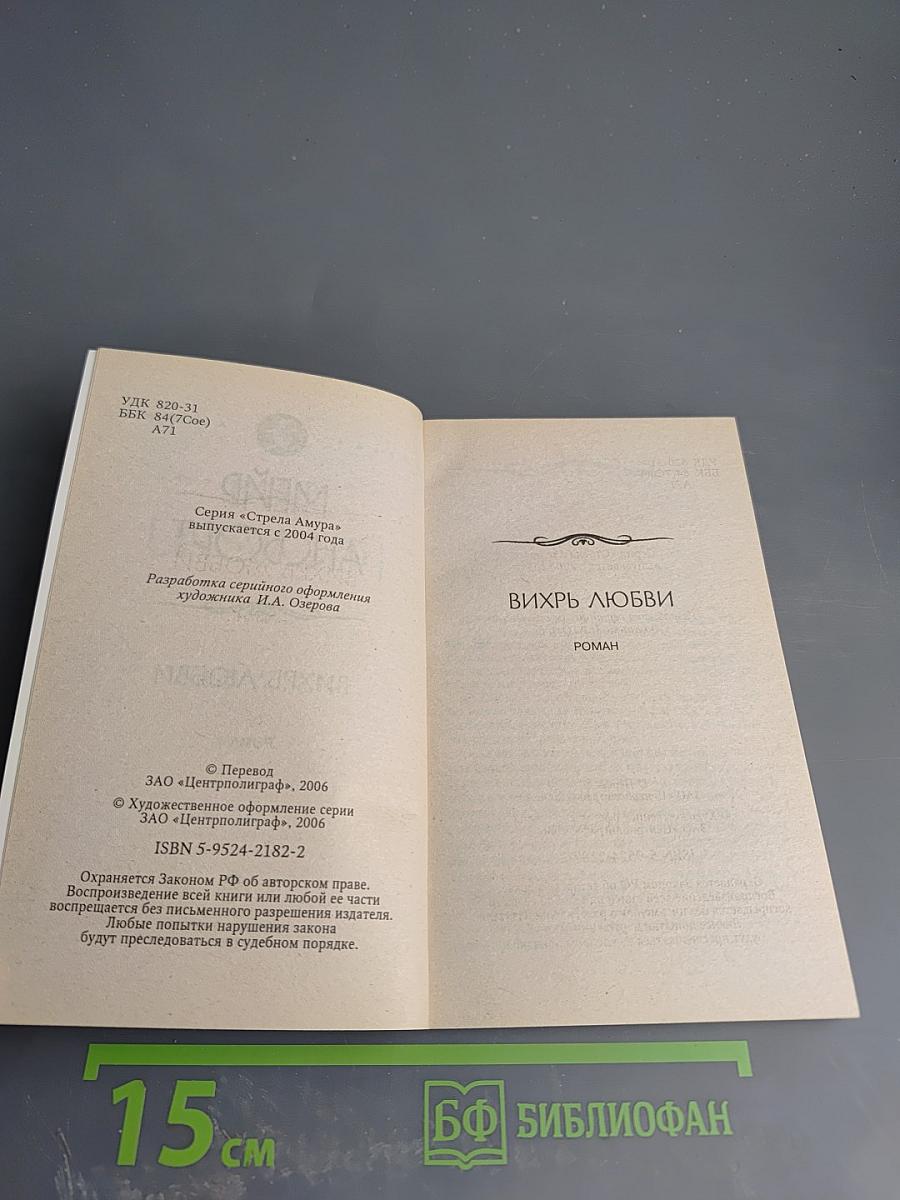 УДК 820-31
ББК 84(7Сое)
А71
Серия «Стрела Амура»
выпускается с 2004 года
Разработка серийного оформления
художника И.А. Озерова
© Перевод
ЗАО «Центрполиграф», 2006
© Художественное оформление серии
ЗАО «Центрполиграф», 2006
ISBN 5-9524-2182-2
Охраняется Законом РФ об авторском праве.
Воспроизведение всей книги или любой ее части
воспрещается без письменного разрешения издателя.
Любые попытки нарушения закона
будут преследоваться в судебном порядке.
ВИХРЬ ЛЮБВИ
РОМАН
15 см
БФ БИБЛИОФАН